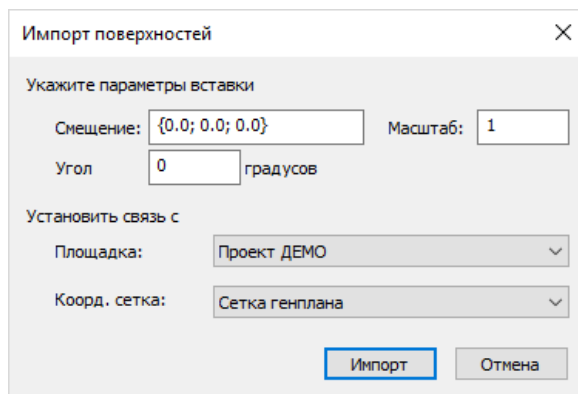 Импорт поверхностей
Укажите параметры вставки
Смещение: {0.0; 0.0; 0.0} Масштаб: 1
Угол 0 градусов
Установить связь с
Площадка: Проект ДЕМО
Коорд. сетка: Сетка генплана
Импорт Отмена